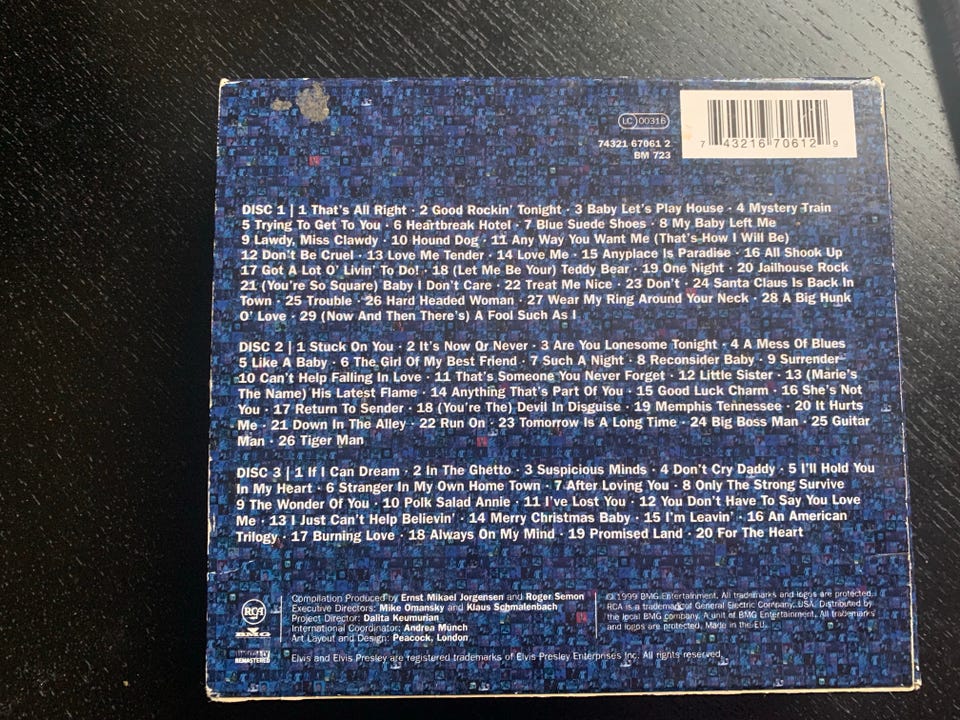 LC 00316
74321 67061 2
BM 723
7 43216 70612 9
DISC 1 | 1 That's All Right · 2 Good Rockin' Tonight · 3 Baby Let's Play House · 4 Mystery Train
5 Trying To Get To You · 6 Heartbreak Hotel · 7 Blue Suede Shoes · 8 My Baby Left Me
9 Lawdy, Miss Clawdy · 10 Hound Dog · 11 Any Way You Want Me (That's How I Will Be)
12 Don't Be Cruel · 13 Love Me Tender · 14 Love Me · 15 Anyplace Is Paradise · 16 All Shook Up
17 Got A Lot O' Livin' To Do! · 18 (Let Me Be Your) Teddy Bear · 19 One Night · 20 Jailhouse Rock
21 (You're So Square) Baby I Don't Care · 22 Treat Me Nice · 23 Don't · 24 Santa Claus Is Back In
Town · 25 Trouble · 26 Hard Headed Woman · 27 Wear My Ring Around Your Neck · 28 A Big Hunk
O' Love · 29 (Now And Then There's) A Fool Such As I
DISC 2 | 1 Stuck On You · 2 It's Now Or Never · 3 Are You Lonesome Tonight · 4 A Mess Of Blues
5 Like A Baby · 6 The Girl Of My Best Friend · 7 Such A Night · 8 Reconsider Baby · 9 Surrender
10 Can't Help Falling In Love · 11 That's Someone You Never Forget · 12 Little Sister · 13 (Marie's
The Name) His Latest Flame · 14 Anything That's Part Of You · 15 Good Luck Charm · 16 She's Not
You · 17 Return To Sender · 18 (You're The) Devil In Disguise · 19 Memphis Tennessee · 20 It Hurts
Me · 21 Down In The Alley · 22 Run On · 23 Tomorrow Is A Long Time · 24 Big Boss Man · 25 Guitar
Man · 26 Tiger Man
DISC 3 | 1 If I Can Dream · 2 In The Ghetto · 3 Suspicious Minds · 4 Don't Cry Daddy · 5 I'll Hold You
In My Heart · 6 Stranger In My Own Home Town · 7 After Loving You · 8 Only The Strong Survive
9 The Wonder Of You · 10 Polk Salad Annie · 11 I've Lost You · 12 You Don't Have To Say You Love
Me · 13 I Just Can't Help Believin' · 14 Merry Christmas Baby · 15 I'm Leavin' · 16 An American
Trilogy · 17 Burning Love · 18 Always On My Mind · 19 Promised Land · 20 For The Heart
RCA
BMG
Compilation Produced by Ernst Mikael Jorgensen and Roger Semon
Executive Directors: Mike Omansky and Klaus Schmalenbach
Project Director: Dalita Keumurian
International Coordinator: Andrea Münch
Art Layout and Design: Peacock, London
© 1999 BMG Entertainment. All trademarks and logos are protected.
RCA is a trademark of General Electric Company, USA. Distributed by
the local BMG company. A unit of BMG Entertainment. All trademarks
and logos are protected. Made in the EU.
REMASTERED
Elvis and Elvis Presley are registered trademarks of Elvis Presley Enterprises Inc. All rights reserved.